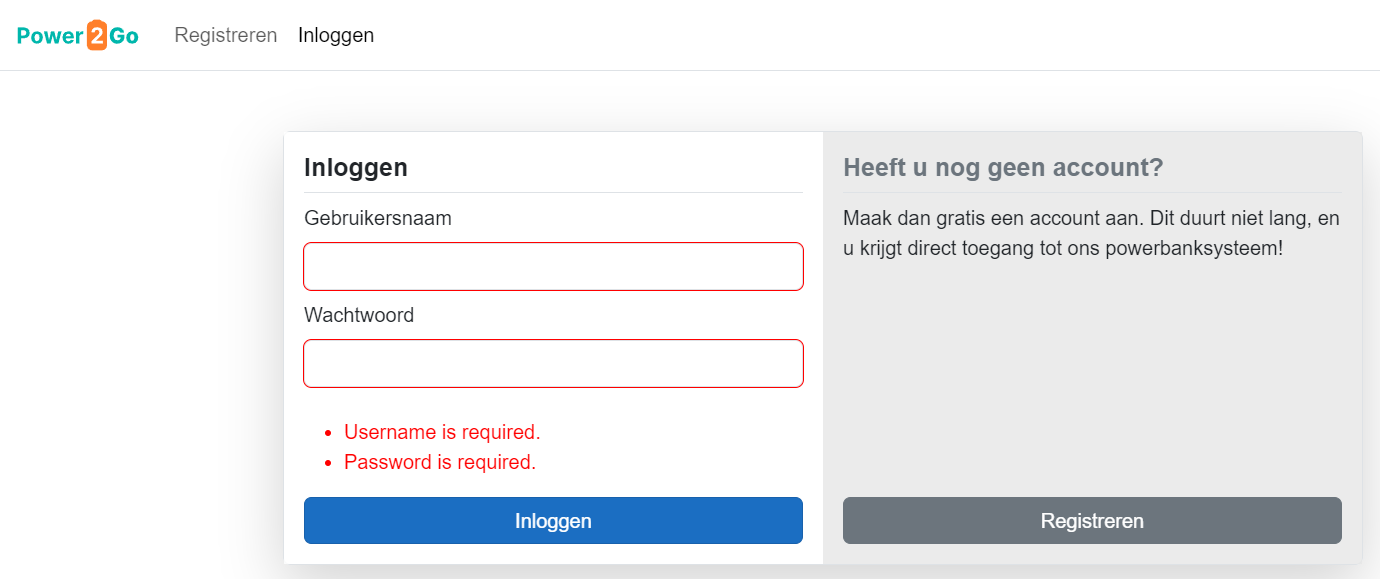 Power2Go Registreren Inloggen
Inloggen
Gebruikersnaam
Wachtwoord
Username is required.
Password is required.
Inloggen
Heeft u nog geen account?
Maak dan gratis een account aan. Dit duurt niet lang, en
u krijgt direct toegang tot ons powerbanksysteem!
Registreren